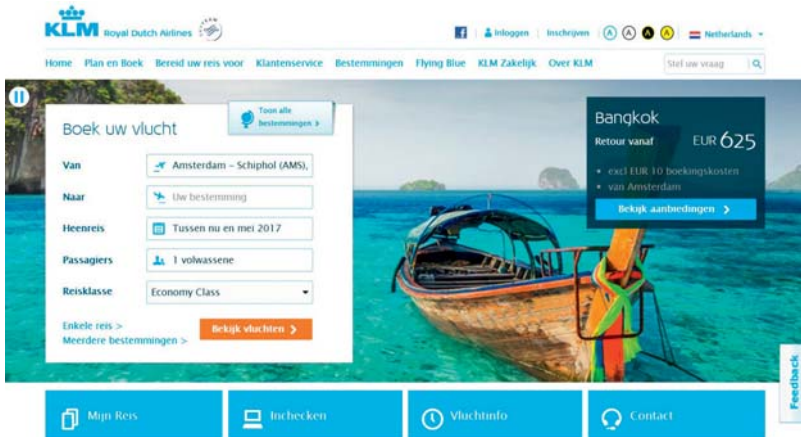 KLM Royal Dutch Airlines
Inloggen Inschrijven A A A A Netherlands
Home Plan en Boek Bereid uw reis voor Klantenservice Bestemmingen Flying Blue KLM Zakelijk Over KLM
Stel uw vraag
Toon alle
bestemmingen >
Boek uw vlucht
Van Amsterdam – Schiphol (AMS),
Naar Uw bestemming
Heenreis Tussen nu en mei 2017
Passagiers 1 volwassene
Reisklasse Economy Class
Enkele reis >
Meerdere bestemmingen >
Bekijk vluchten >
Bangkok
Retour vanaf EUR 625
• excl EUR 10 boekingskosten
• van Amsterdam
Bekijk aanbiedingen >
Feedback
Mijn Reis Inchecken Vluchtinfo Contact